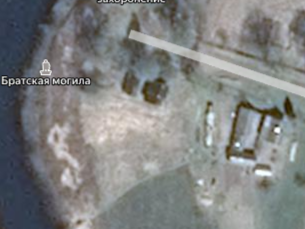 захоронение
Братская могила